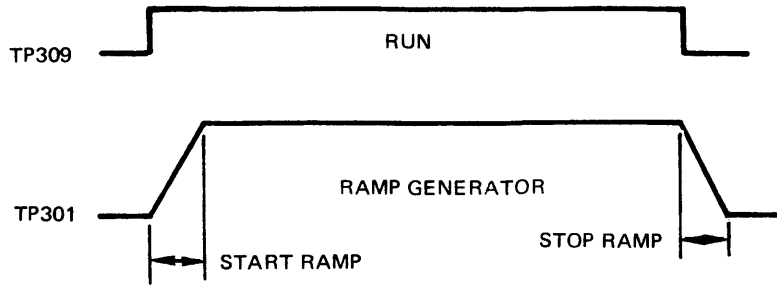 RUN
TP309
RAMP GENERATOR
TP301
STOP RAMP
START RAMP